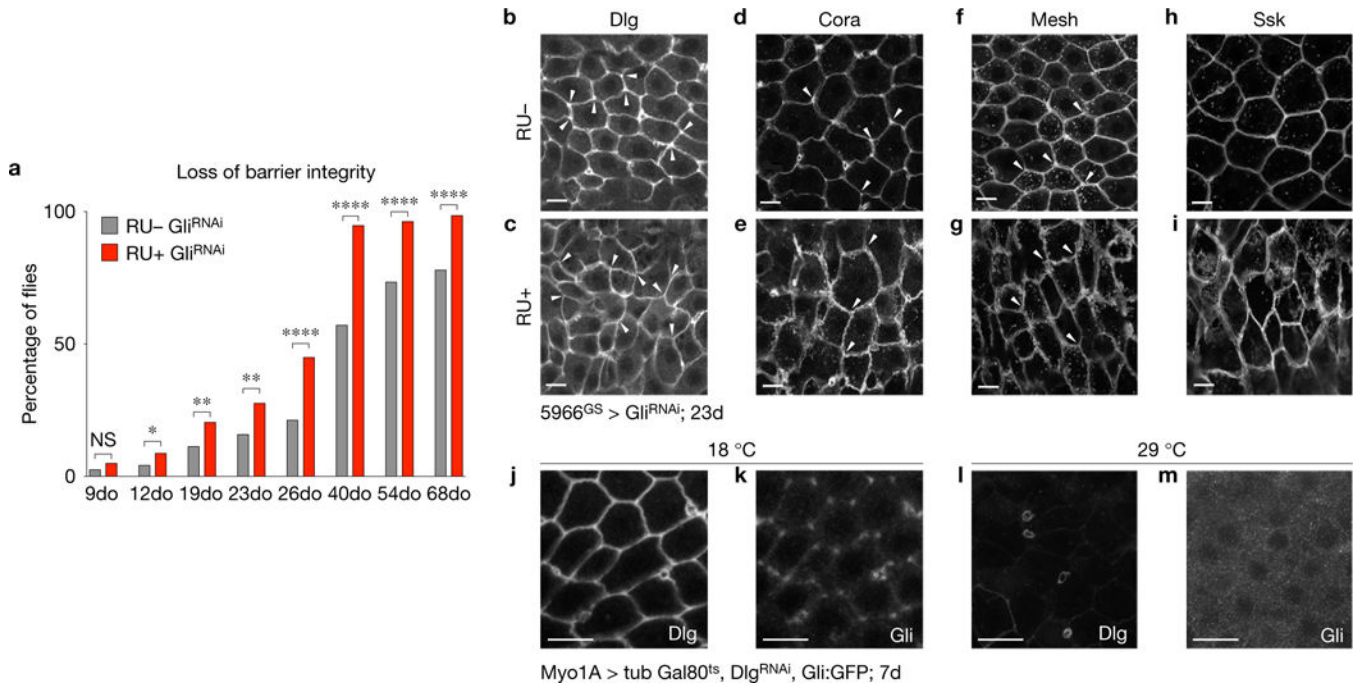 a
Loss of barrier integrity
Percentage of flies
100
50
0
RU– Gli^RNAi
RU+ Gli^RNAi
NS
*
**
**
****
****
****
****
9do 12do 19do 23do 26do 40do 54do 68do
b Dlg d Cora f Mesh h Ssk
RU–
c e g i
RU+
5966^GS > Gli^RNAi; 23d
18 °C 29 °C
j k l m
Dlg Gli Dlg Gli
Myo1A > tub Gal80^ts, Dlg^RNAi, Gli:GFP; 7d